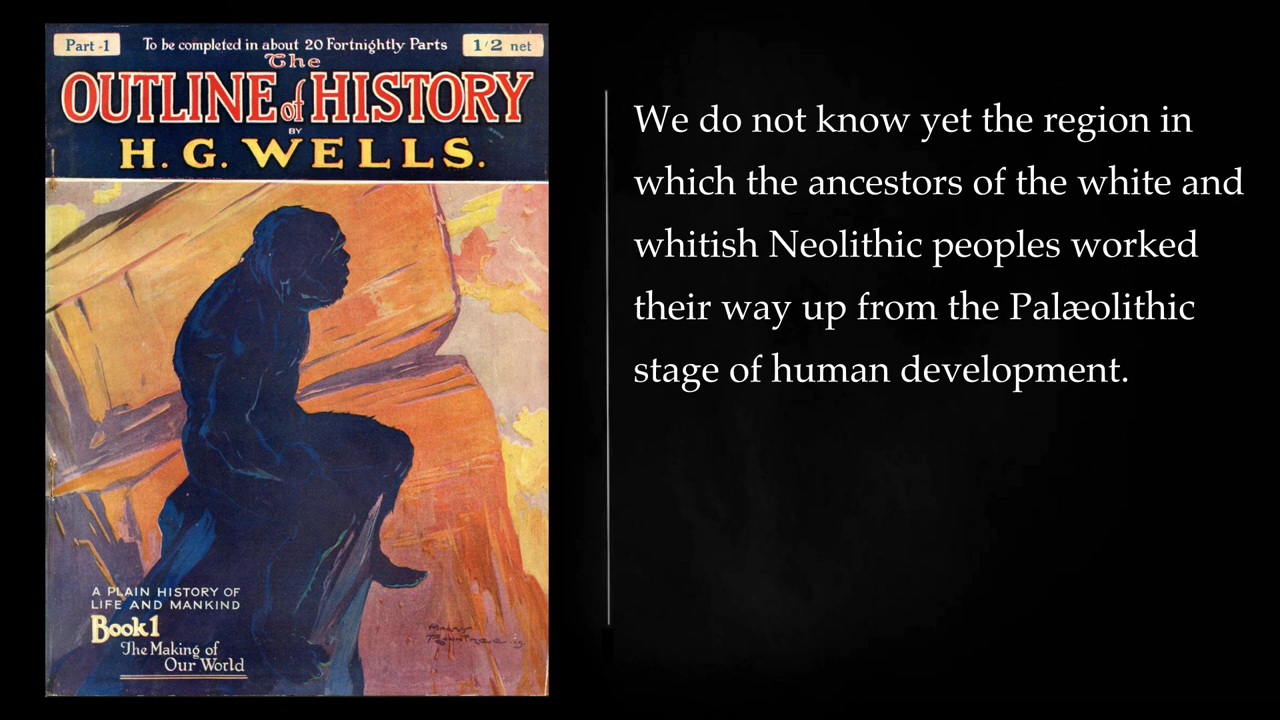 Part -1
To be completed in about 20 Fortnightly Parts
1/2 net
The
OUTLINE of HISTORY
BY
H. G. WELLS.
A PLAIN HISTORY OF
LIFE AND MANKIND
Book 1
The Making of
Our World
We do not know yet the region in
which the ancestors of the white and
whitish Neolithic peoples worked
their way up from the Palæolithic
stage of human development.